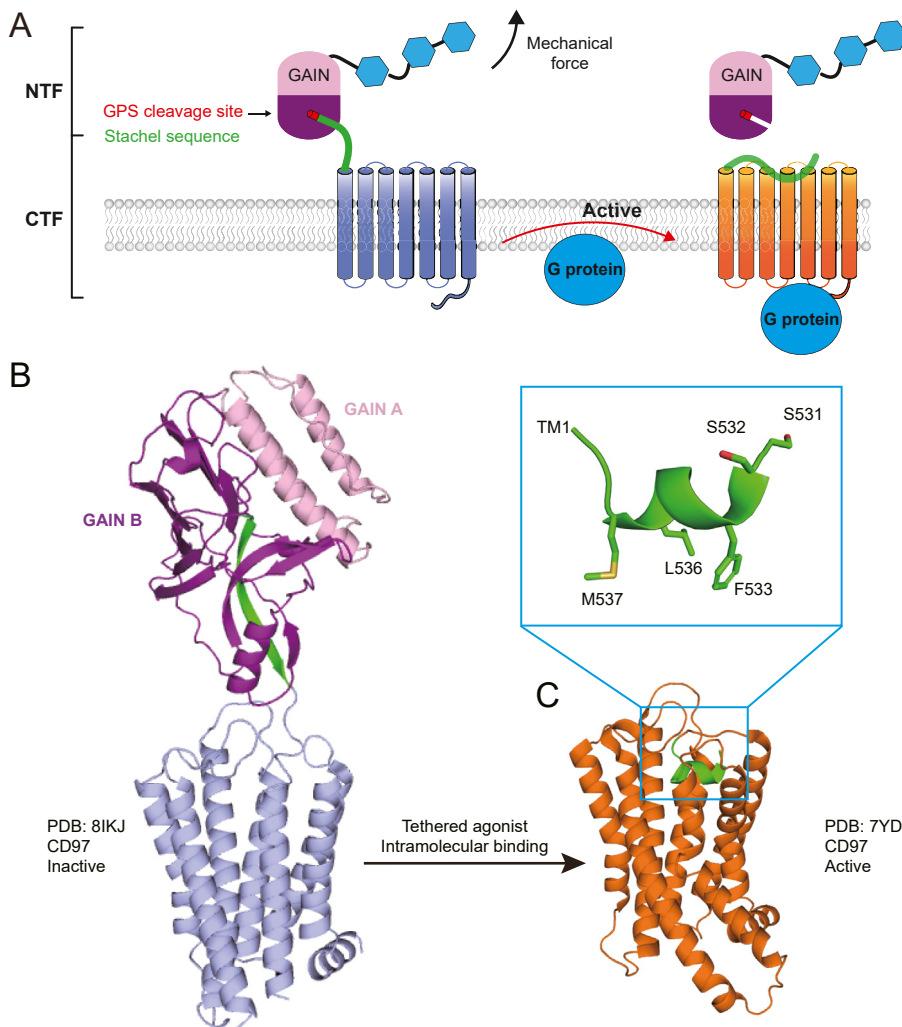 A
NTF
GAIN
Mechanical
force
GAIN
GPS cleavage site
Stachel sequence
CTF
Active
G protein
G protein
B
GAIN A
GAIN B
TM1
S532
S531
L536
M537
F533
C
PDB: 8IKJ
CD97
Inactive
Tethered agonist
Intramolecular binding
PDB: 7YD
CD97
Active